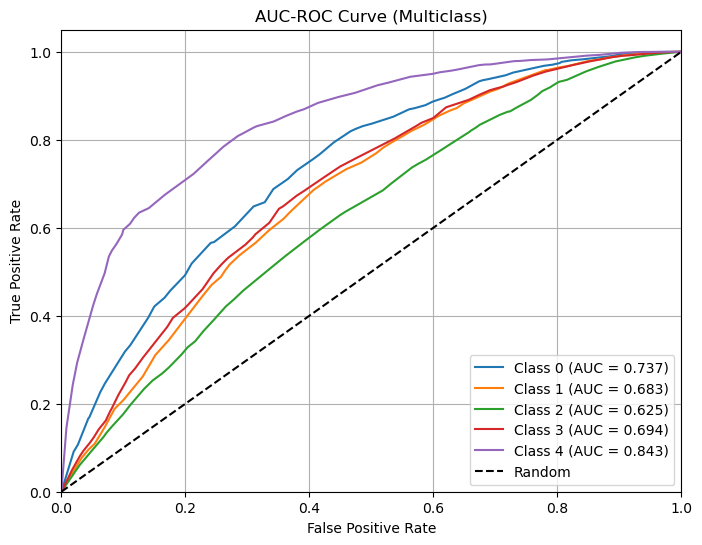 AUC-ROC Curve (Multiclass)
True Positive Rate
1.0
0.8
0.6
0.4
0.2
0.0
Class 0 (AUC = 0.737)
Class 1 (AUC = 0.683)
Class 2 (AUC = 0.625)
Class 3 (AUC = 0.694)
Class 4 (AUC = 0.843)
Random
0.0 0.2 0.4 0.6 0.8 1.0
False Positive Rate